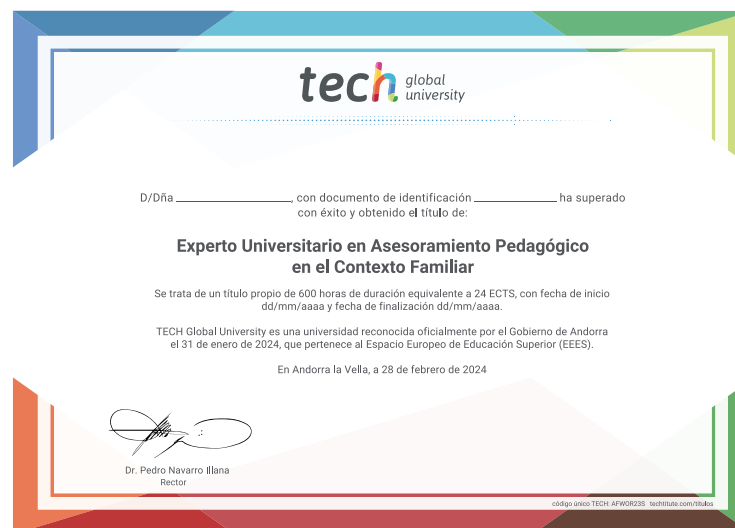 tech global
university
D/Dña ____________________, con documento de identificación ______________ ha superado
con éxito y obtenido el título de:
Experto Universitario en Asesoramiento Pedagógico
en el Contexto Familiar
Se trata de un título propio de 600 horas de duración equivalente a 24 ECTS, con fecha de inicio
dd/mm/aaaa y fecha de finalización dd/mm/aaaa.
TECH Global University es una universidad reconocida oficialmente por el Gobierno de Andorra
el 31 de enero de 2024, que pertenece al Espacio Europeo de Educación Superior (EEES).
En Andorra la Vella, a 28 de febrero de 2024
Dr. Pedro Navarro Illana
Rector
código único TECH: AFWOR23S techtitute.com/titulos